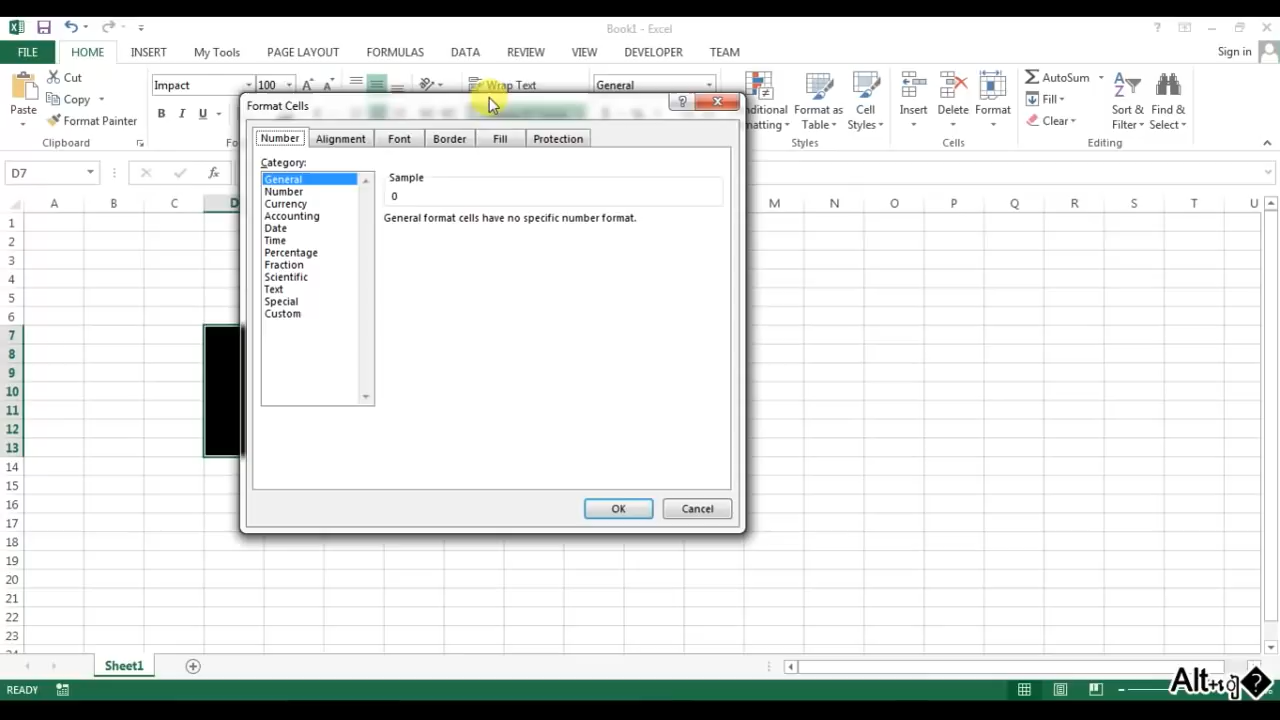 Book1 - Excel
FILE HOME INSERT My Tools PAGE LAYOUT FORMULAS DATA REVIEW VIEW DEVELOPER TEAM Sign in
Cut
Copy
Format Painter
Paste
Clipboard
Impact 100
B I U
Wrap Text
General
Format as Table
Cell Styles
Styles
Insert Delete Format
Cells
AutoSum
Fill
Clear
Sort & Filter
Find & Select
Editing
D7
fx
Format Cells
Number Alignment Font Border Fill Protection
Category:
General
Number
Currency
Accounting
Date
Time
Percentage
Fraction
Scientific
Text
Special
Custom
Sample
0
General format cells have no specific number format.
OK Cancel
A B C D M N O P Q R S T U
1
2
3
4
5
6
7
8
9
10
11
12
13
14
15
16
17
18
19
20
21
22
23
Sheet1
READY